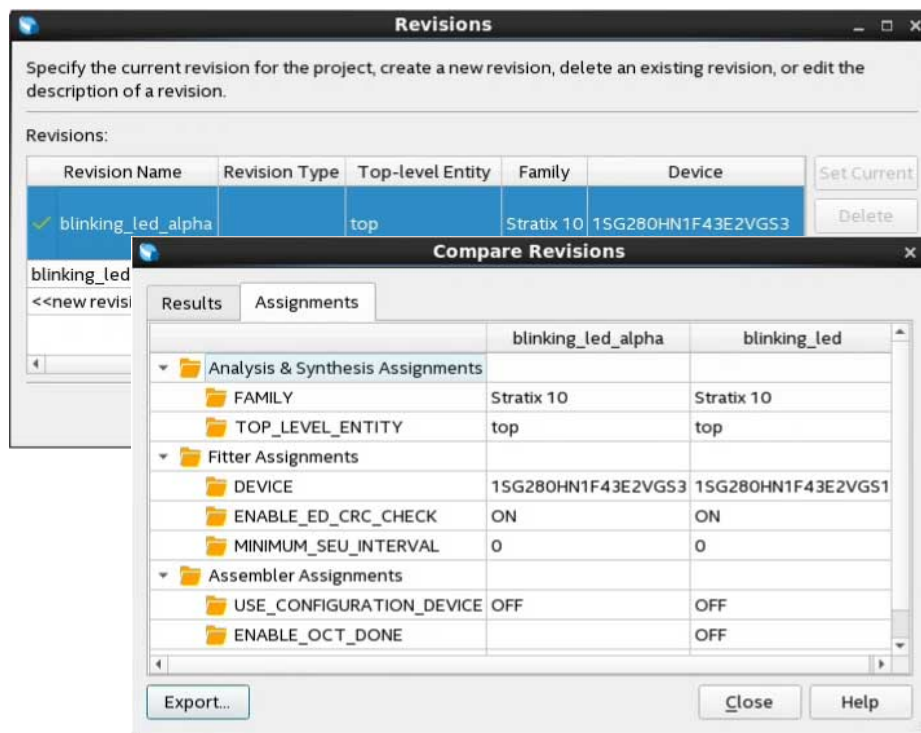 Revisions
Specify the current revision for the project, create a new revision, delete an existing revision, or edit the
description of a revision.
Revisions:
Revision Name Revision Type Top-level Entity Family Device
Set Current
blinking_led_alpha top Stratix 10 1SG280HN1F43E2VGS3
Delete
blinking_led
<<new revisi
Compare Revisions
Results Assignments
blinking_led_alpha blinking_led
Analysis & Synthesis Assignments
FAMILY Stratix 10 Stratix 10
TOP_LEVEL_ENTITY top top
Fitter Assignments
DEVICE 1SG280HN1F43E2VGS3 1SG280HN1F43E2VGS1
ENABLE_ED_CRC_CHECK ON ON
MINIMUM_SEU_INTERVAL 0 0
Assembler Assignments
USE_CONFIGURATION_DEVICE OFF OFF
ENABLE_OCT_DONE OFF
Export... Close Help